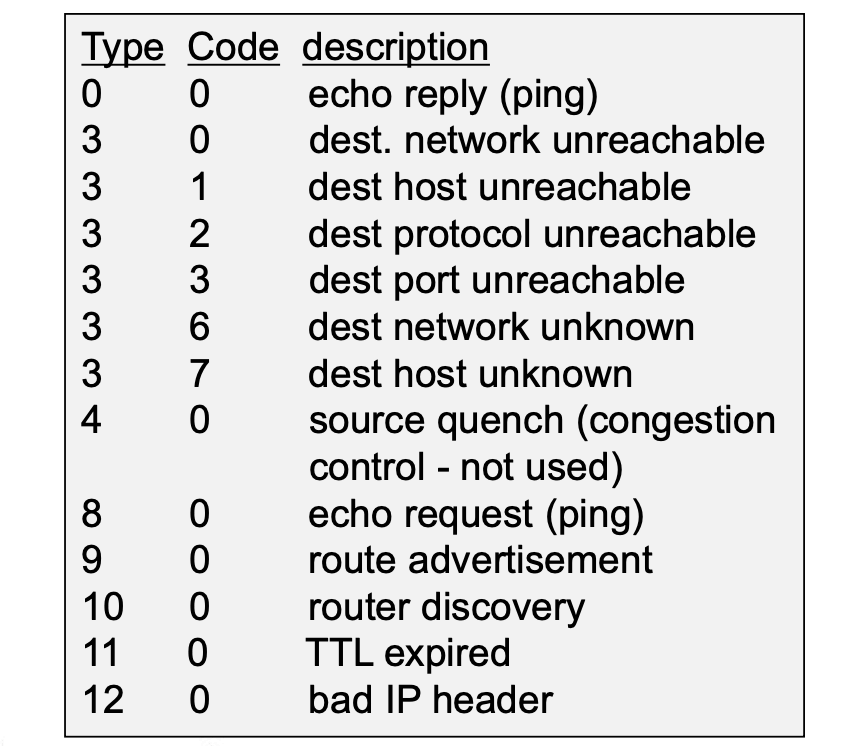 Type Code description
0 0 echo reply (ping)
3 0 dest. network unreachable
3 1 dest host unreachable
3 2 dest protocol unreachable
3 3 dest port unreachable
3 6 dest network unknown
3 7 dest host unknown
4 0 source quench (congestion
control - not used)
8 0 echo request (ping)
9 0 route advertisement
10 0 router discovery
11 0 TTL expired
12 0 bad IP header